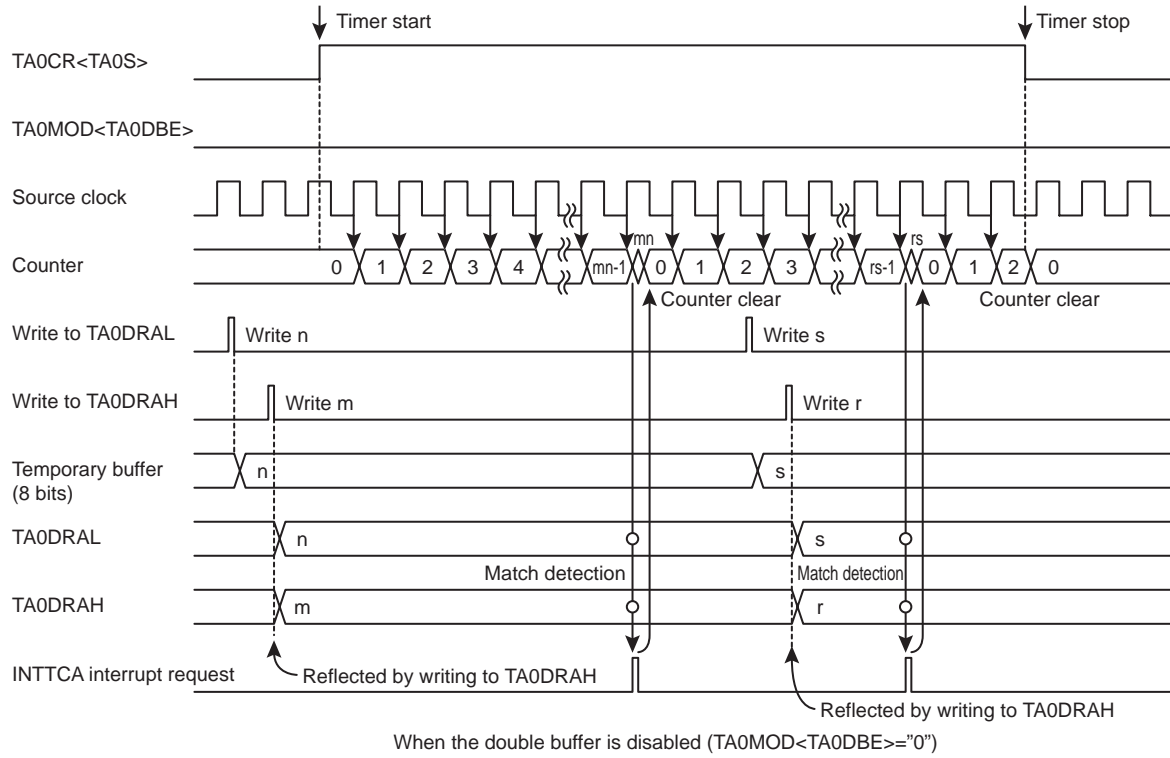 Timer start
Timer stop
TA0CR<TA0S>
TA0MOD<TA0DBE>
Source clock
mn
rs
Counter
0 1 2 3 4 mn-1 0 1 2 3 rs-1 0 1 2 0
Counter clear
Counter clear
Write to TA0DRAL
Write n
Write s
Write to TA0DRAH
Write m
Write r
Temporary buffer
(8 bits)
n
s
TA0DRAL
n
s
Match detection
Match detection
TA0DRAH
m
r
INTTCA interrupt request
Reflected by writing to TA0DRAH
Reflected by writing to TA0DRAH
When the double buffer is disabled (TA0MOD<TA0DBE>=”0”)